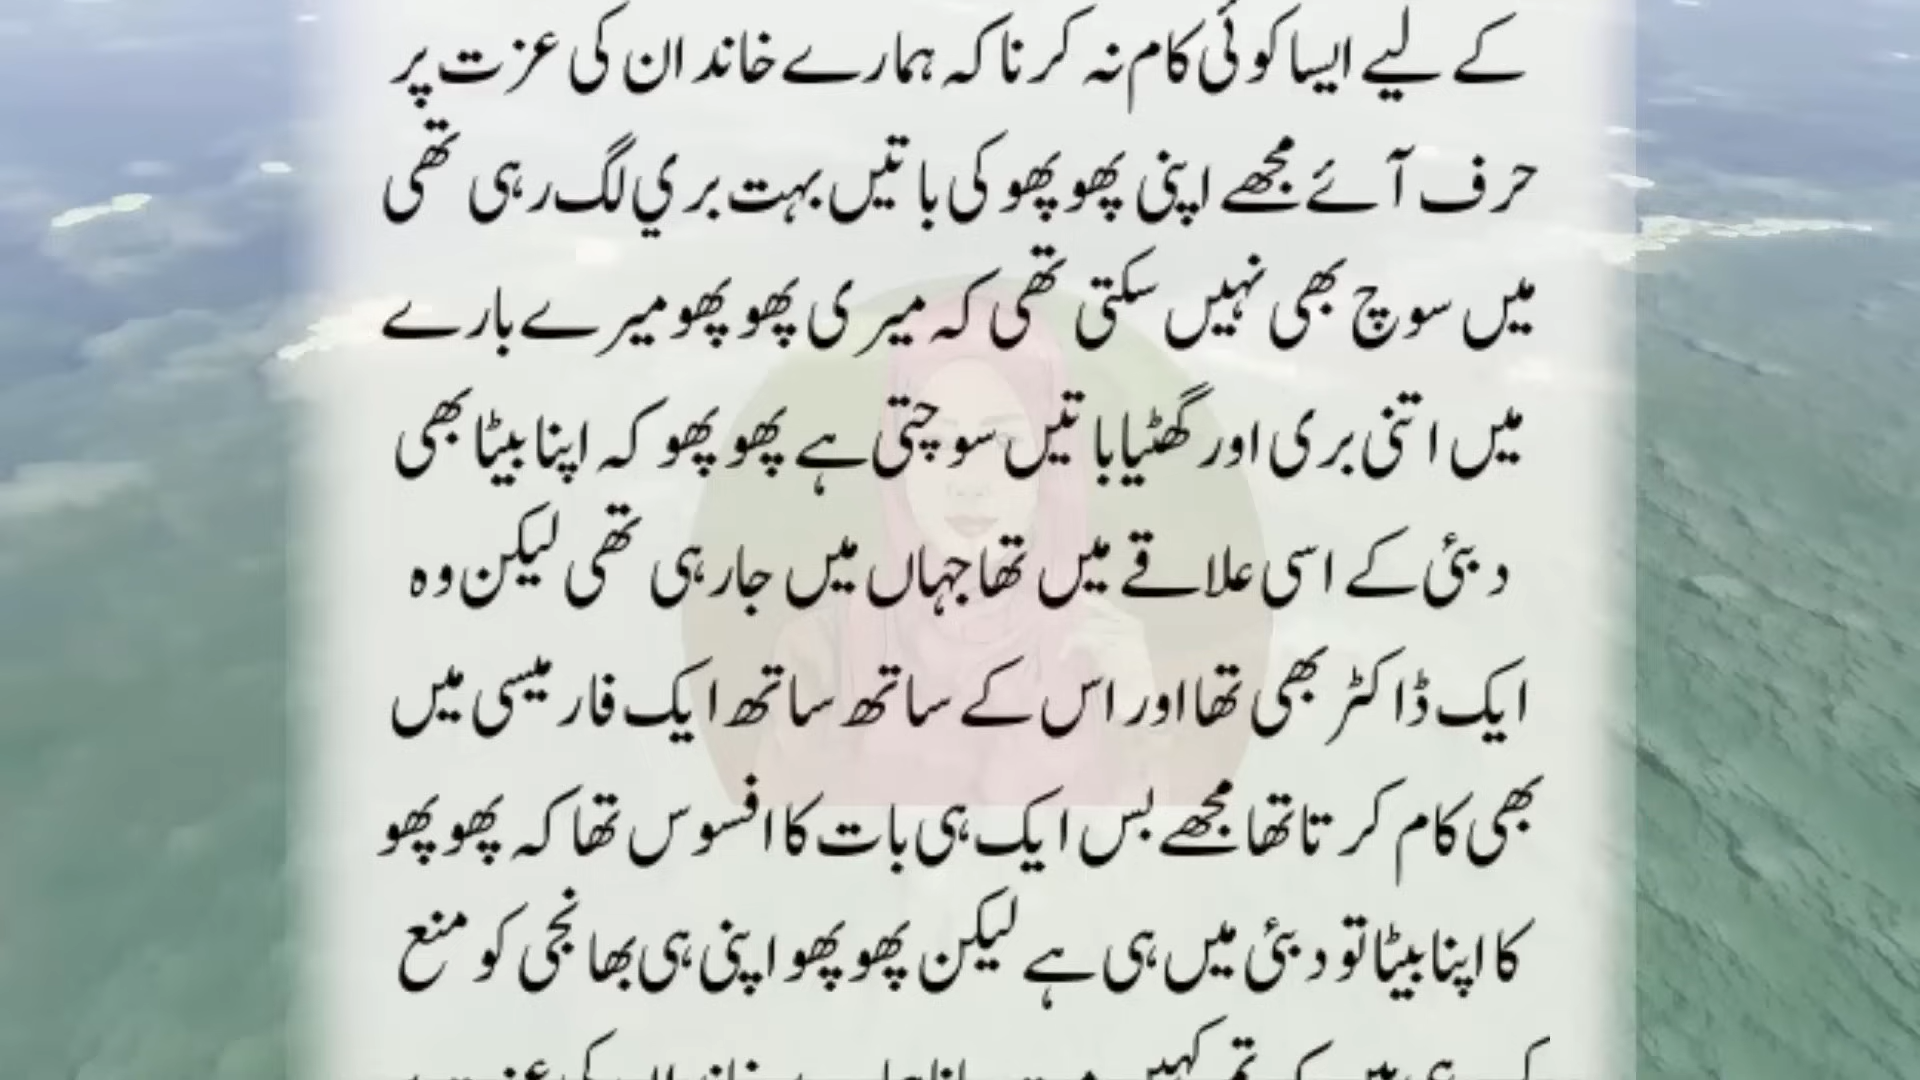 کے لیے ایسا کوئی کام نہ کرنا کہ ہمارے خاندان کی عزت پر
حرف آئے مجھے اپنی پھوپھو کی باتیں بہت بري لگ رہی تھی
میں سوچ بھی نہیں سکتی تھی کہ میری پھوپھو میرے بارے
میں اتنی بری اور گھٹیا باتیں سوچتی ہے پھوپھو کہ اپنا بیٹا بھی
دبئی کے اسی علاقے میں تھا جہاں میں جارہی تھی لیکن وہ
ایک ڈاکٹر بھی تھا اور اس کے ساتھ ساتھ ایک فارمیسی میں
بھی کام کرتا تھا مجھے بس ایک ہی بات کا افسوس تھا کہ پھوپھو
کا اپنا بیٹا تو دبئی میں ہی ہے لیکن پھوپھو اپنی ہی بھانجی کو منع